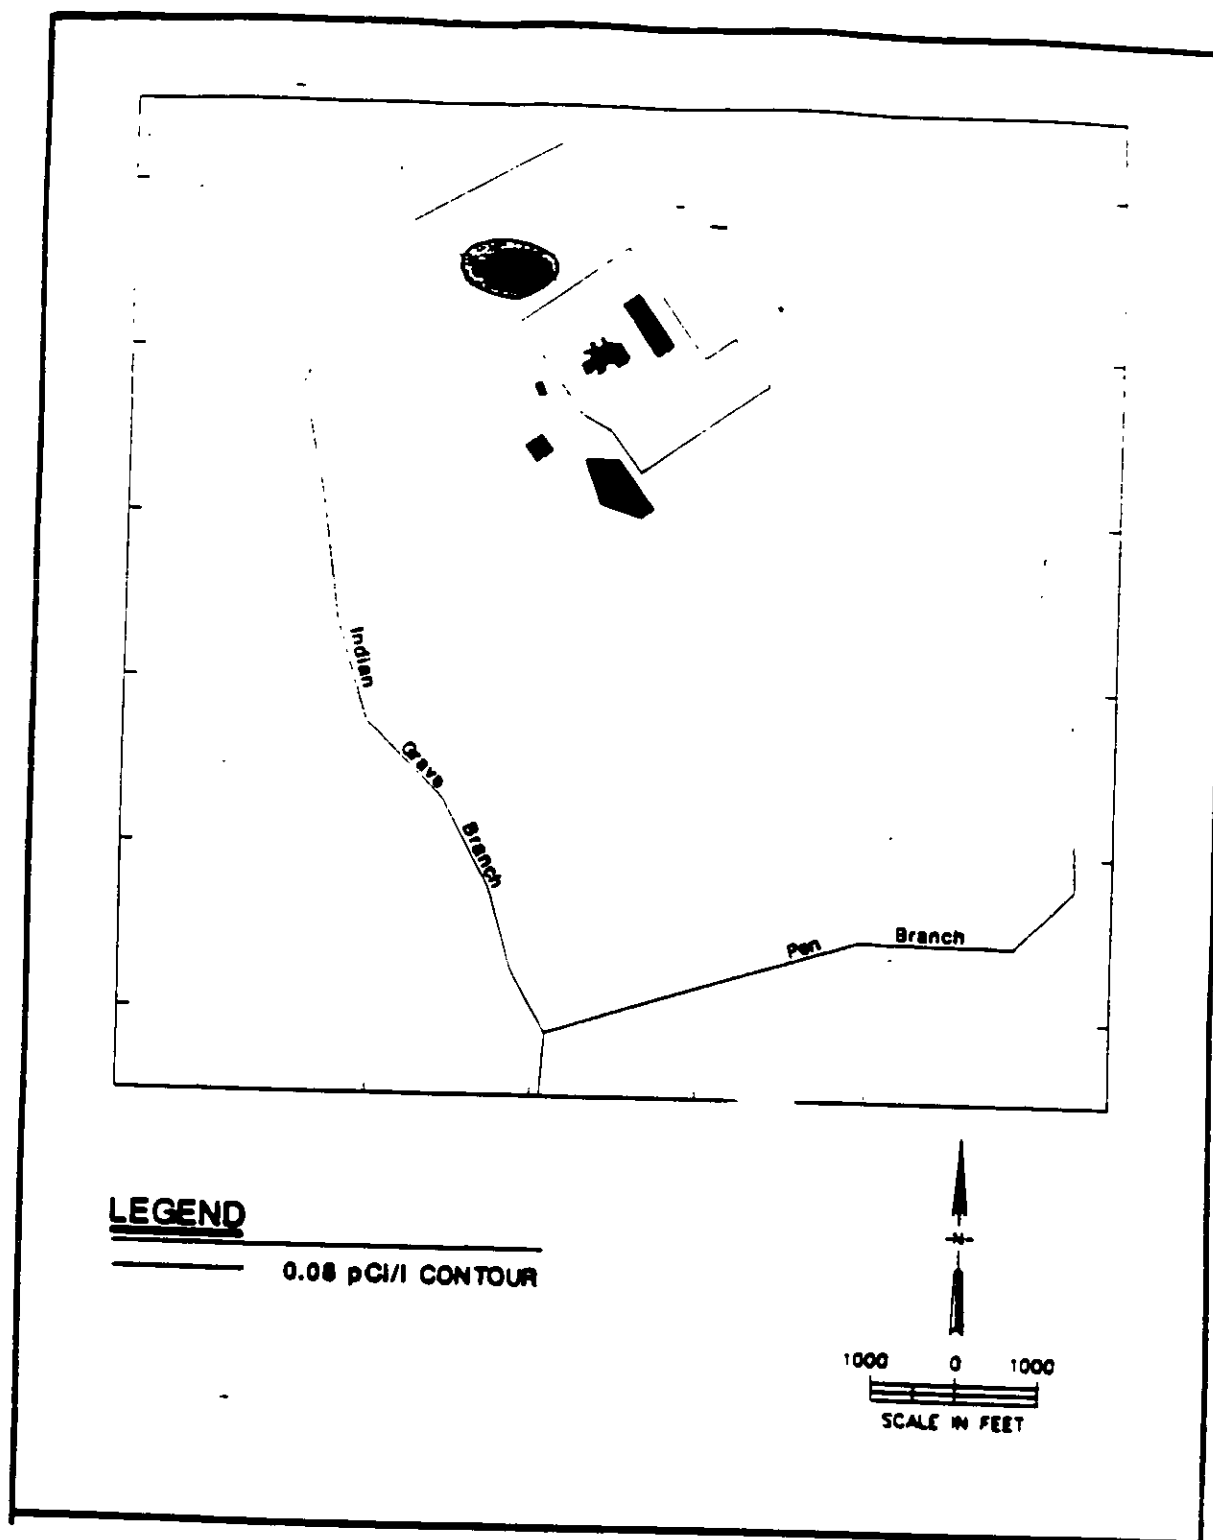 Indian
Grave
Branch
Pen
Branch
LEGEND
0.08 pCi/l CONTOUR
N
1000 0 1000
SCALE IN FEET